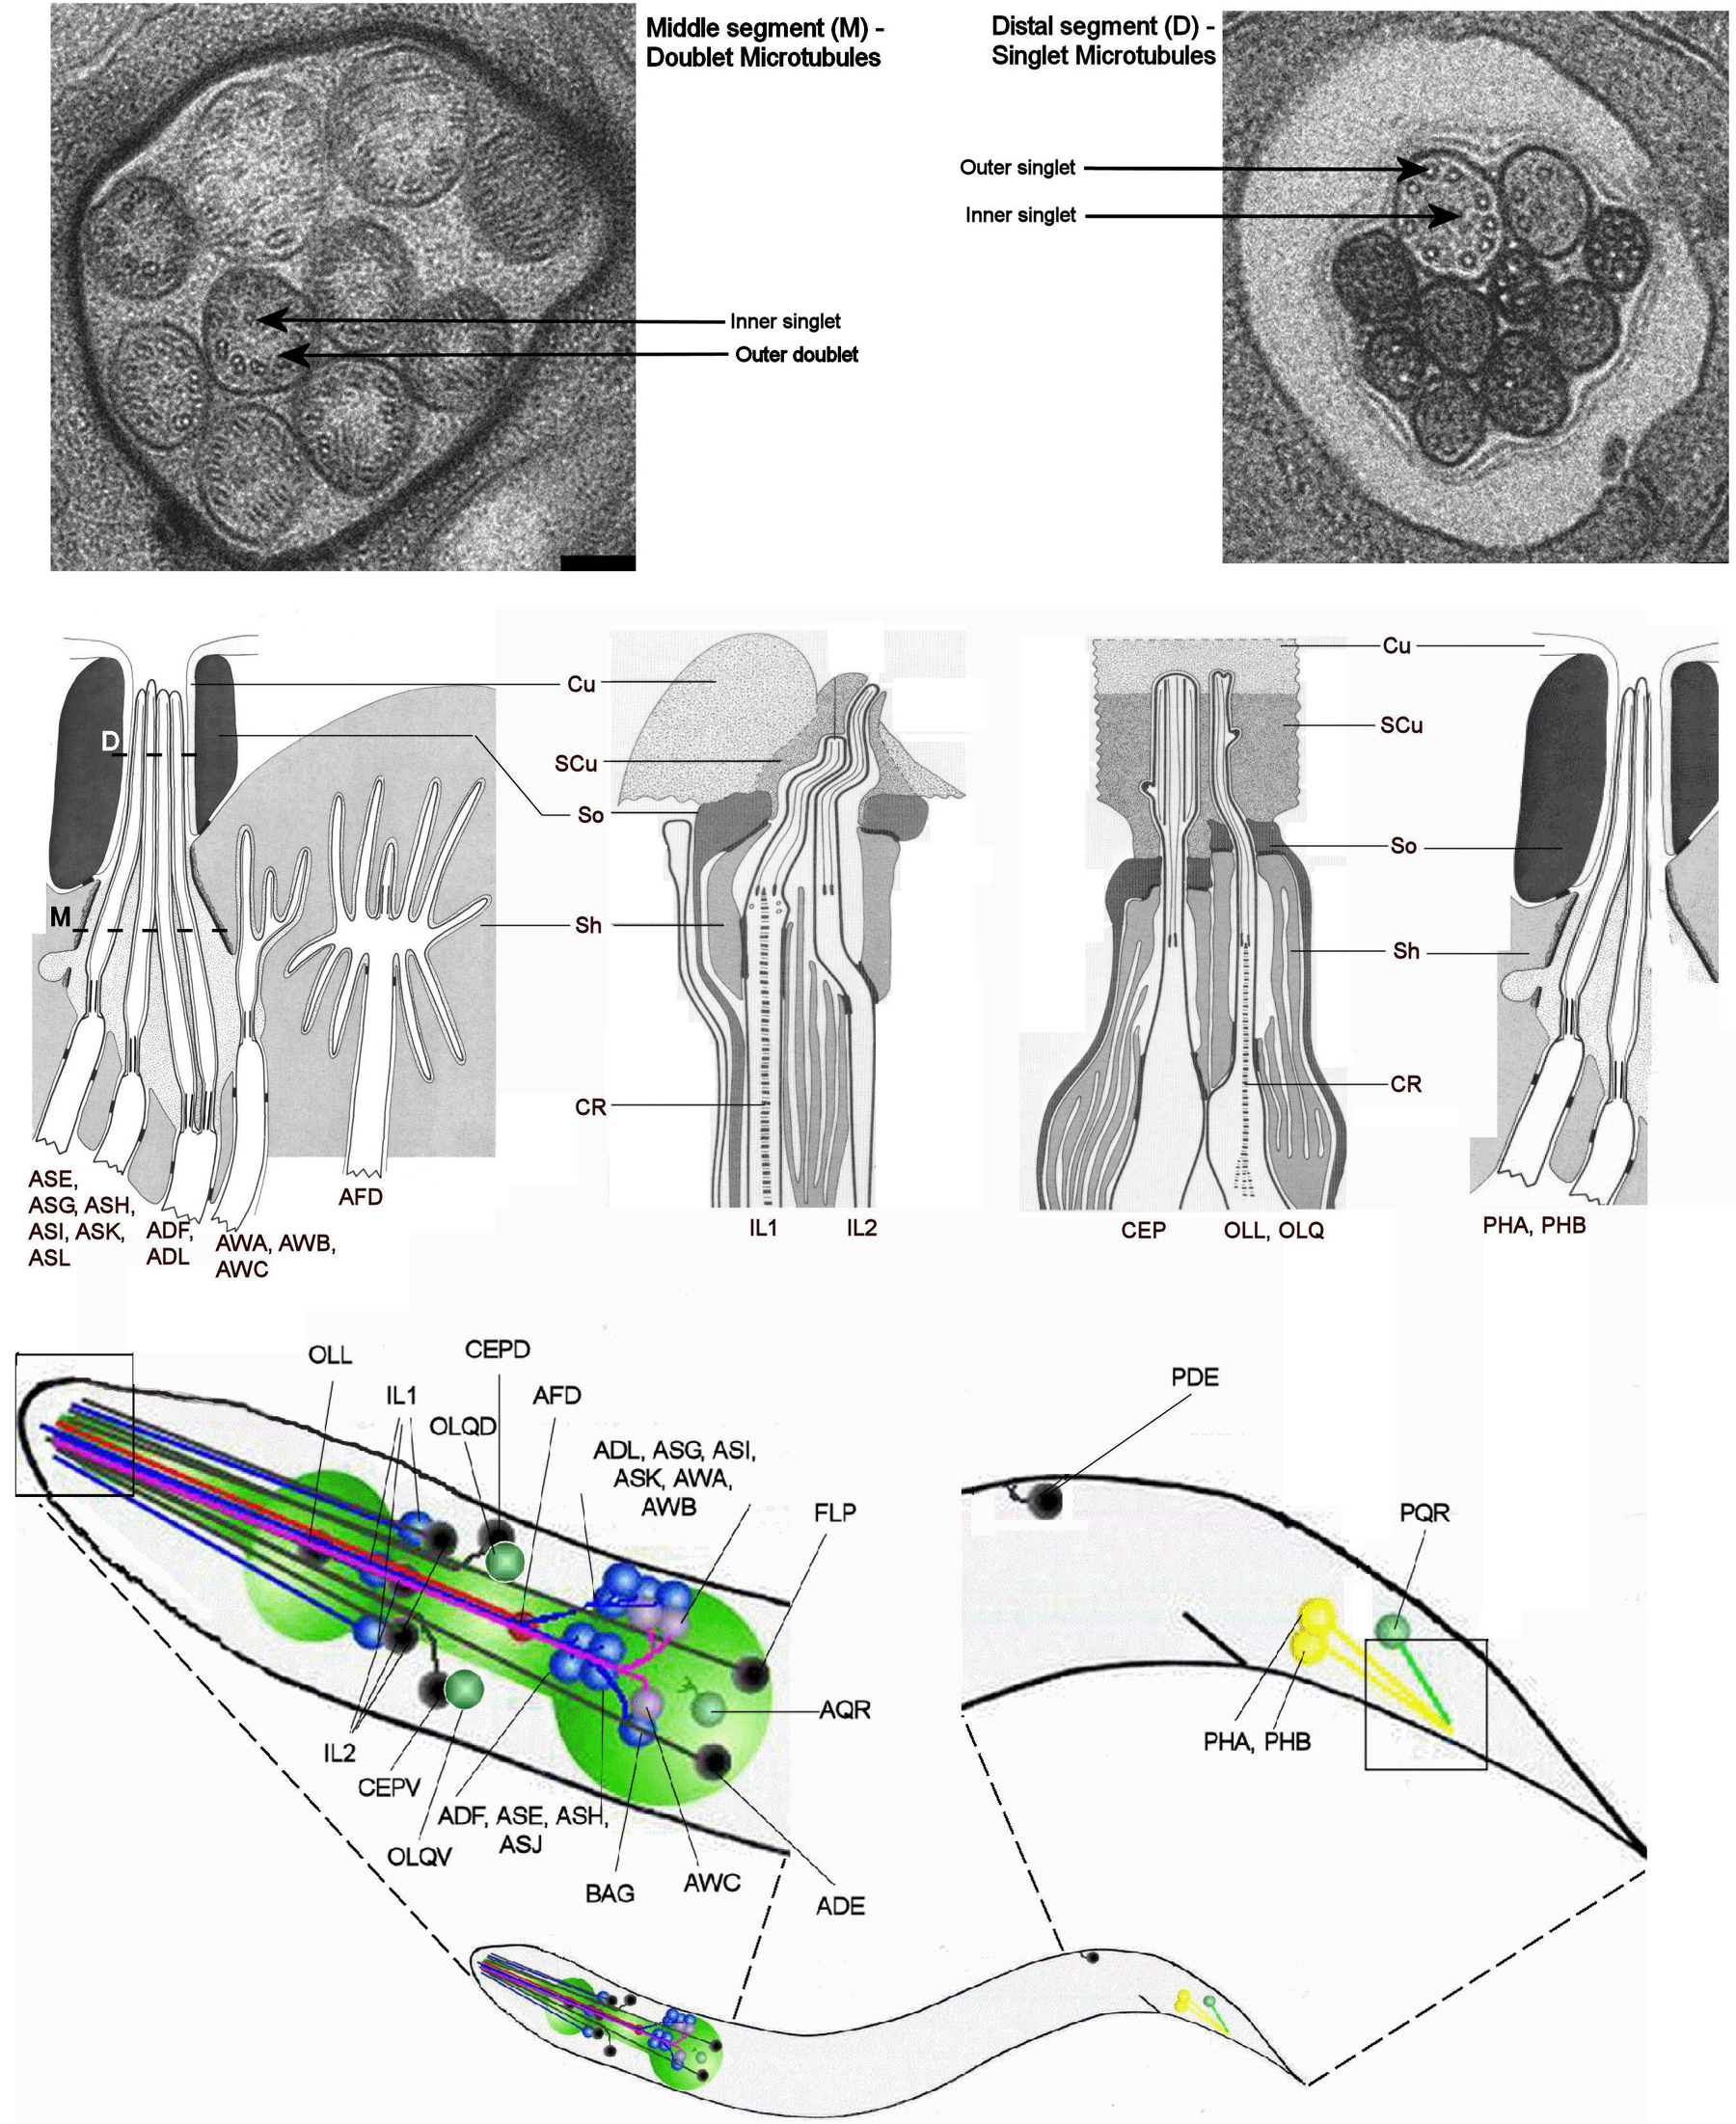 Middle segment (M) -
Doublet Microtubules
Distal segment (D) -
Singlet Microtubules
Outer singlet
Inner singlet
Inner singlet
Outer doublet
Cu
SCu
So
Sh
CR
D
M
Cu
SCu
So
Sh
CR
ASE,
ASG, ASH,
ASI, ASK,
ASL
ADF,
ADL
AWA, AWB,
AWC
AFD
IL1
IL2
CEP
OLL, OLQ
PHA, PHB
OLL
CEPD
IL1
AFD
OLQD
ADL, ASG, ASI,
ASK, AWA,
AWB
FLP
AQR
IL2
CEPV
ADF, ASE, ASH,
ASJ
OLQV
BAG
AWC
ADE
PDE
PQR
PHA, PHB